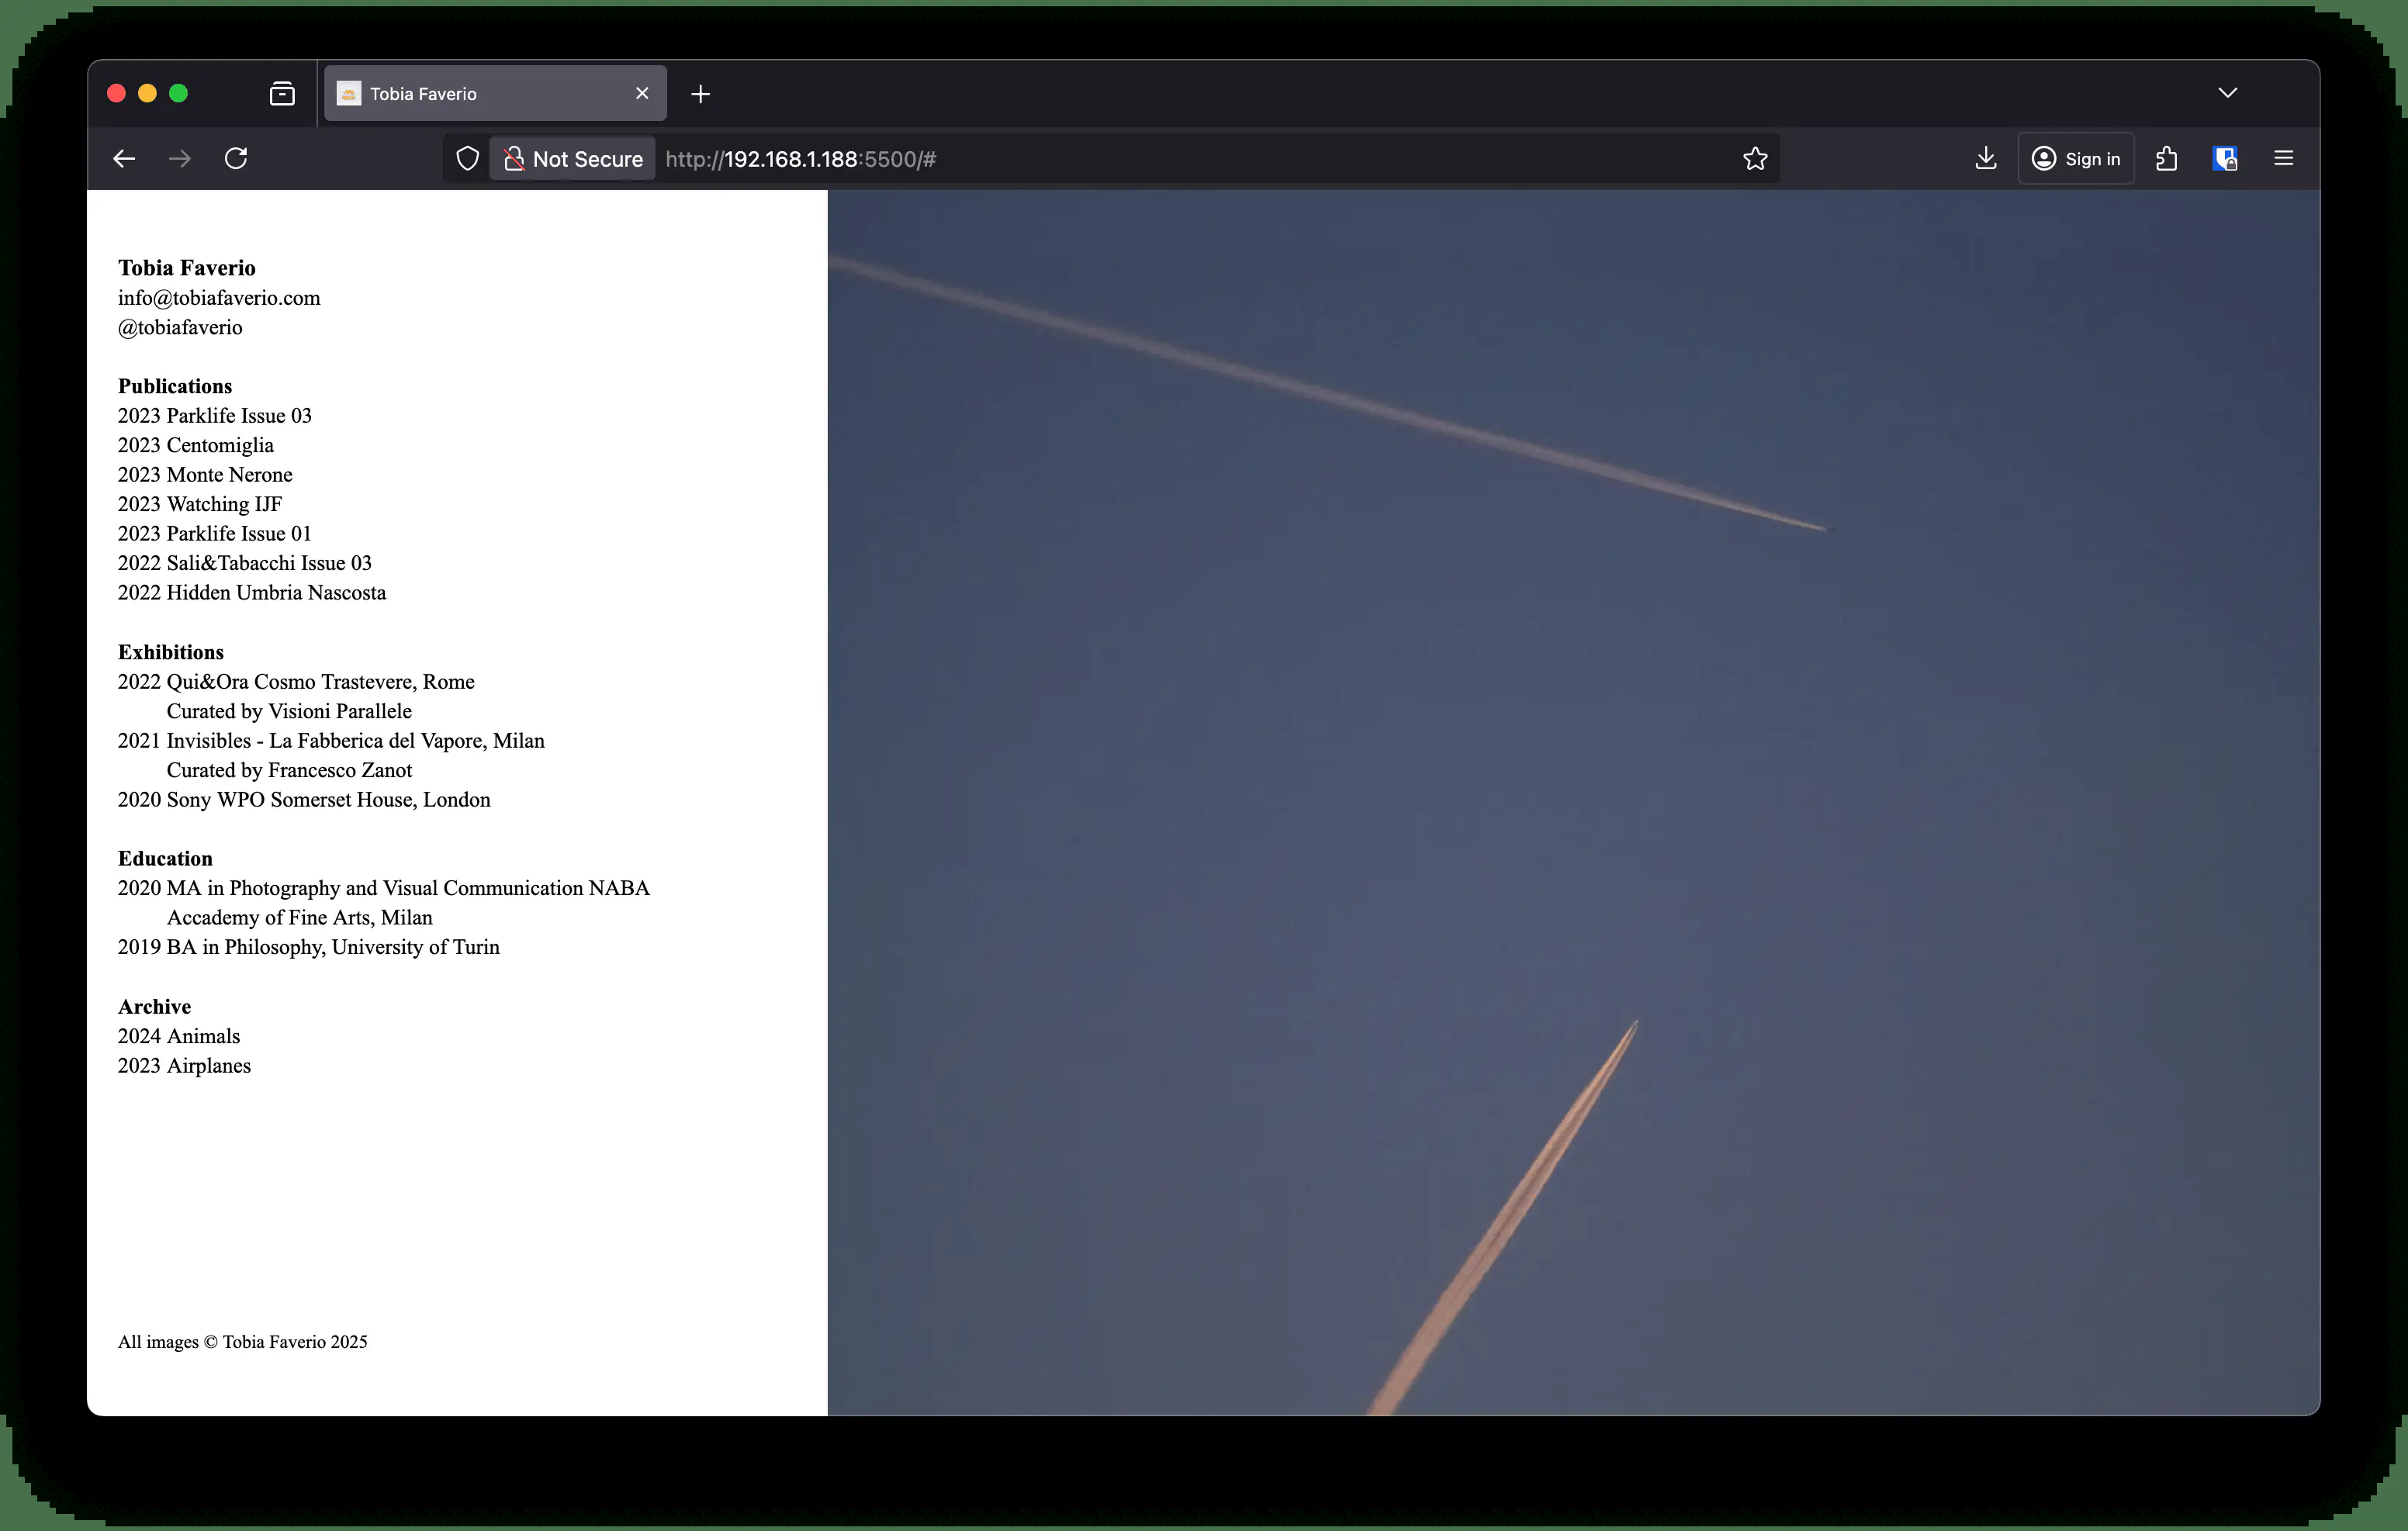 Tobia Faverio
Not Secure http://192.168.1.188:5500/#
Sign in
Tobia Faverio
info@tobiafaverio.com
@tobiafaverio
Publications
2023 Parklife Issue 03
2023 Centomiglia
2023 Monte Nerone
2023 Watching IJF
2023 Parklife Issue 01
2022 Sali&Tabacchi Issue 03
2022 Hidden Umbria Nascosta
Exhibitions
2022 Qui&Ora Cosmo Trastevere, Rome
Curated by Visioni Parallele
2021 Invisibles - La Fabberica del Vapore, Milan
Curated by Francesco Zanot
2020 Sony WPO Somerset House, London
Education
2020 MA in Photography and Visual Communication NABA
Accademy of Fine Arts, Milan
2019 BA in Philosophy, University of Turin
Archive
2024 Animals
2023 Airplanes
All images © Tobia Faverio 2025